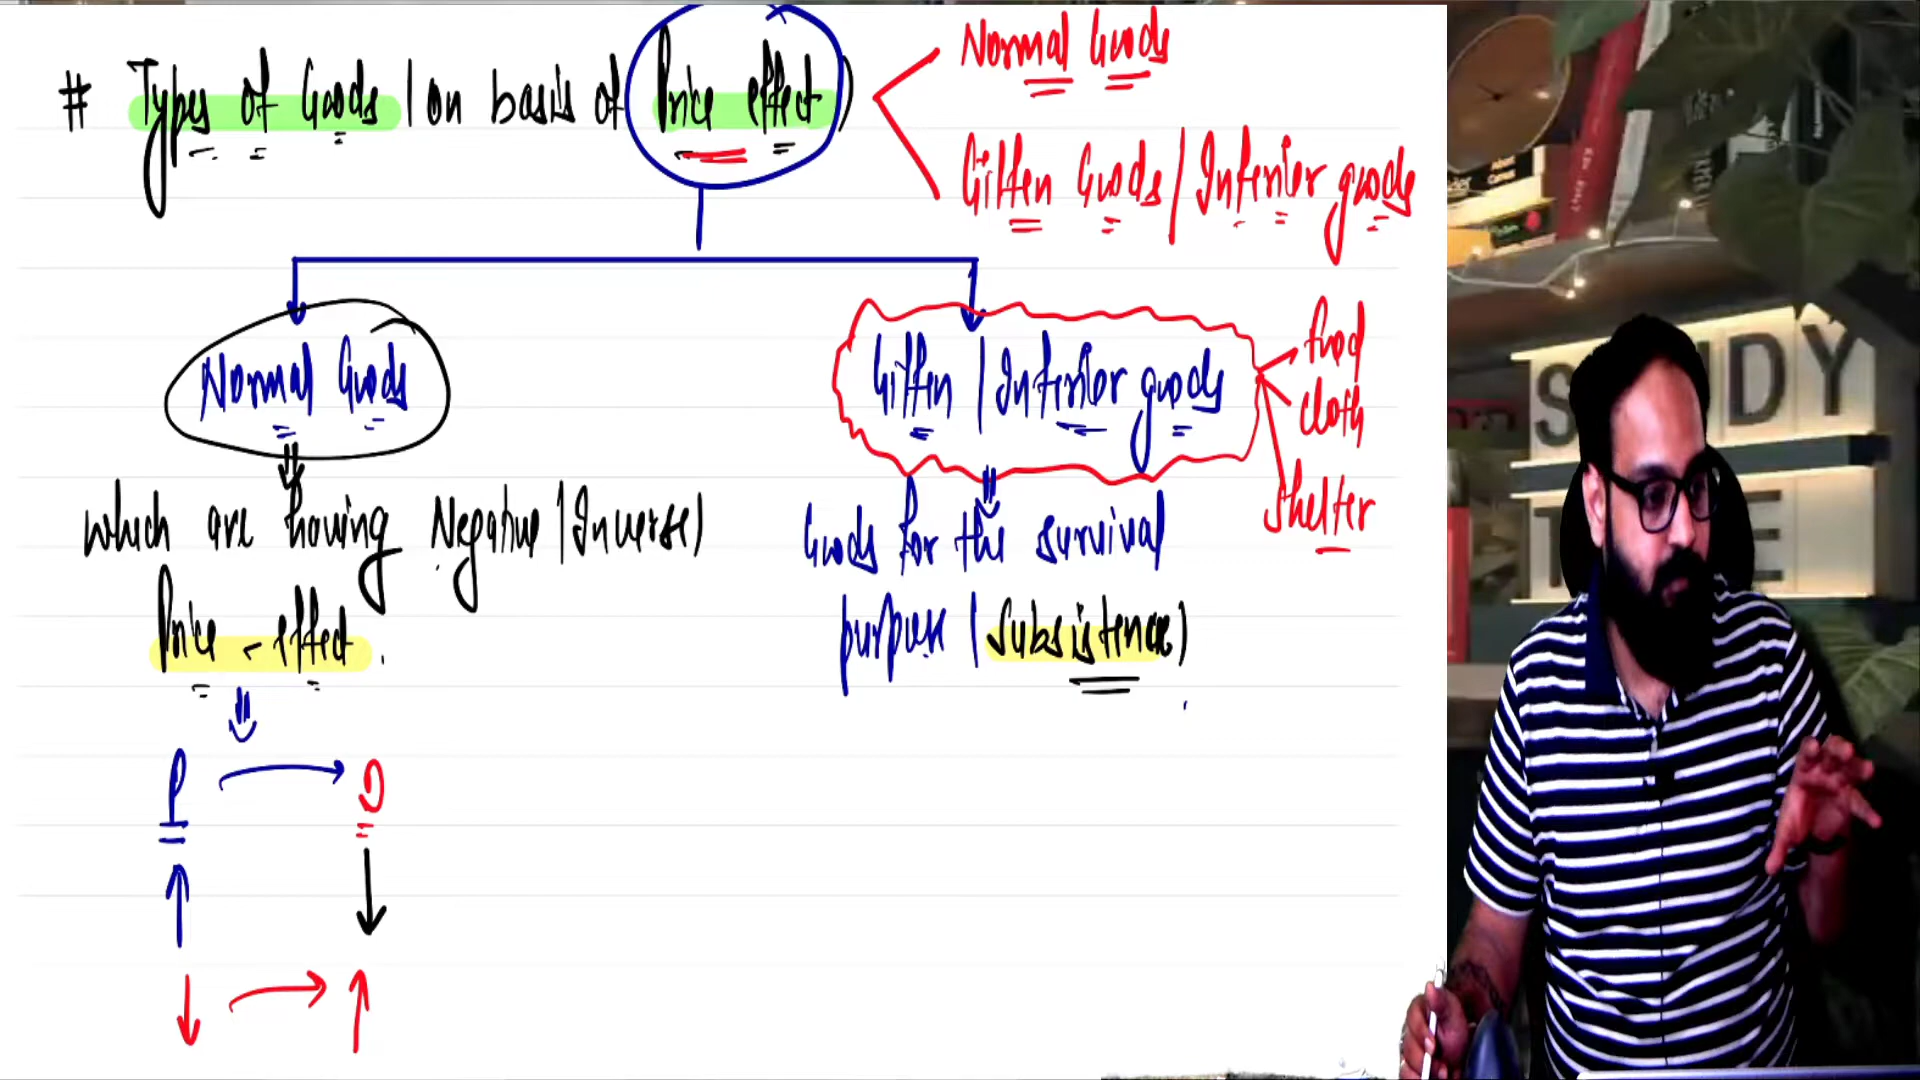 # Types of Goods (on basis of Price effect)
Normal Goods
Giffen Goods / Inferior goods
Normal Goods
Giffen / Inferior goods
food
cloth
shelter
which are having Negative (Inverse)
Price - effect.
Goods for the survival
purpose (Subsistence)
P → D
↑ ↓
↓ → ↑
STUDY